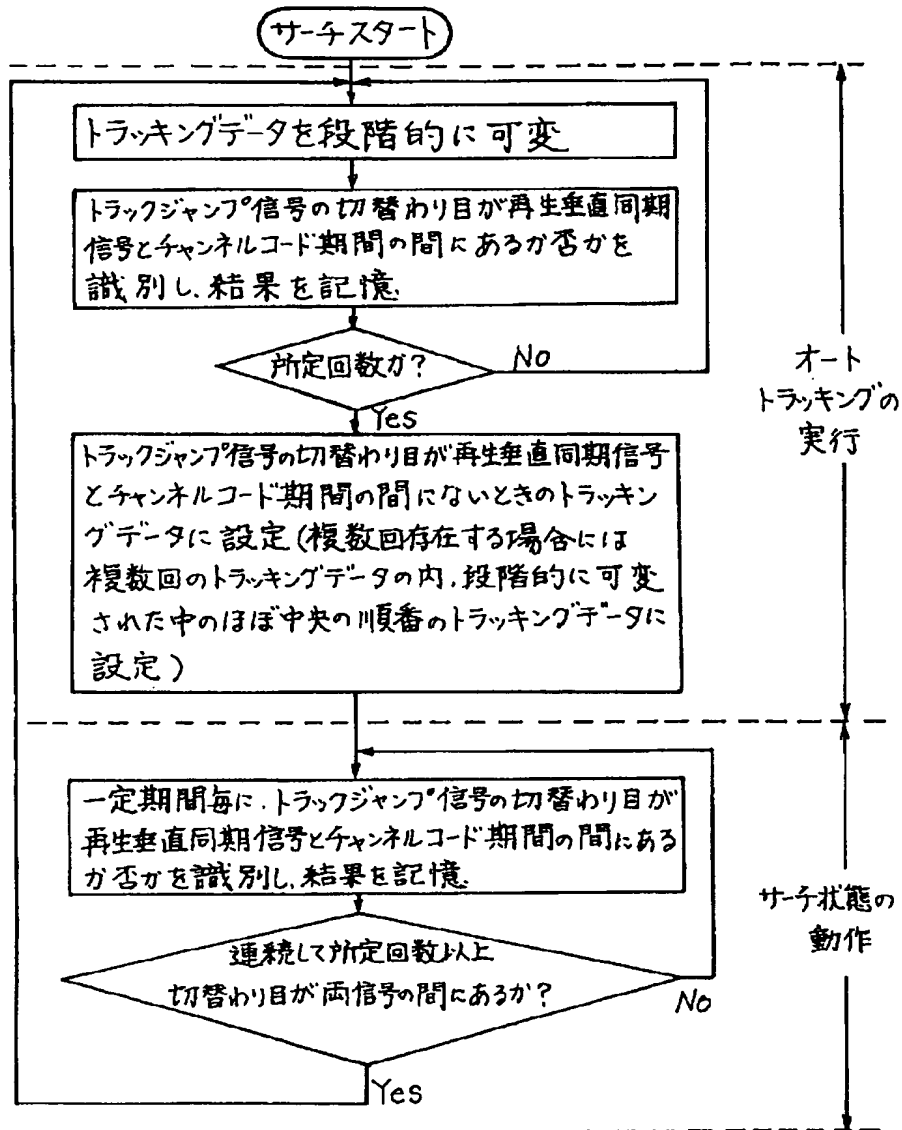 サーチスタート
トラッキングデータを段階的に可変
トラックジャンプ信号の切替わり目が再生垂直同期
信号とチャンネルコード期間の間にあるか否かを
識別し、結果を記憶.
所定回数か?
No
Yes
トラックジャンプ信号の切替わり目が再生垂直同期信号
とチャンネルコード期間の間にないときのトラッキン
グデータに設定(複数回存在する場合には
複数回のトラッキングデータの内、段階的に可変
された中のほぼ中央の順番のトラッキングデータに
設定)
オート
トラッキングの
実行
一定期間毎に、トラックジャンプ信号の切替わり目が
再生垂直同期信号とチャンネルコード期間の間にある
か否かを識別し、結果を記憶.
連続して所定回数以上
切替わり目が両信号の間にあるか?
No
Yes
サーチ状態の
動作